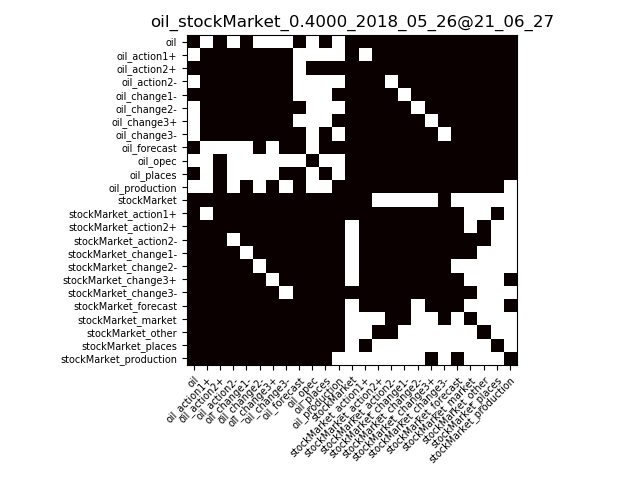 oil_stockMarket_0.4000_2018_05_26@21_06_27
oil
oil_action1+
oil_action2+
oil_action2-
oil_change1-
oil_change2-
oil_change3+
oil_change3-
oil_forecast
oil_opec
oil_places
oil_production
stockMarket
stockMarket_action1+
stockMarket_action2+
stockMarket_action2-
stockMarket_change1-
stockMarket_change2-
stockMarket_change3+
stockMarket_change3-
stockMarket_forecast
stockMarket_market
stockMarket_other
stockMarket_places
stockMarket_production
oil
oil_action1+
oil_action2+
oil_action2-
oil_change1-
oil_change2-
oil_change3+
oil_change3-
oil_forecast
oil_opec
oil_places
oil_production
stockMarket
stockMarket_action1+
stockMarket_action2+
stockMarket_action2-
stockMarket_change1-
stockMarket_change2-
stockMarket_change3+
stockMarket_change3-
stockMarket_forecast
stockMarket_market
stockMarket_other
stockMarket_places
stockMarket_production